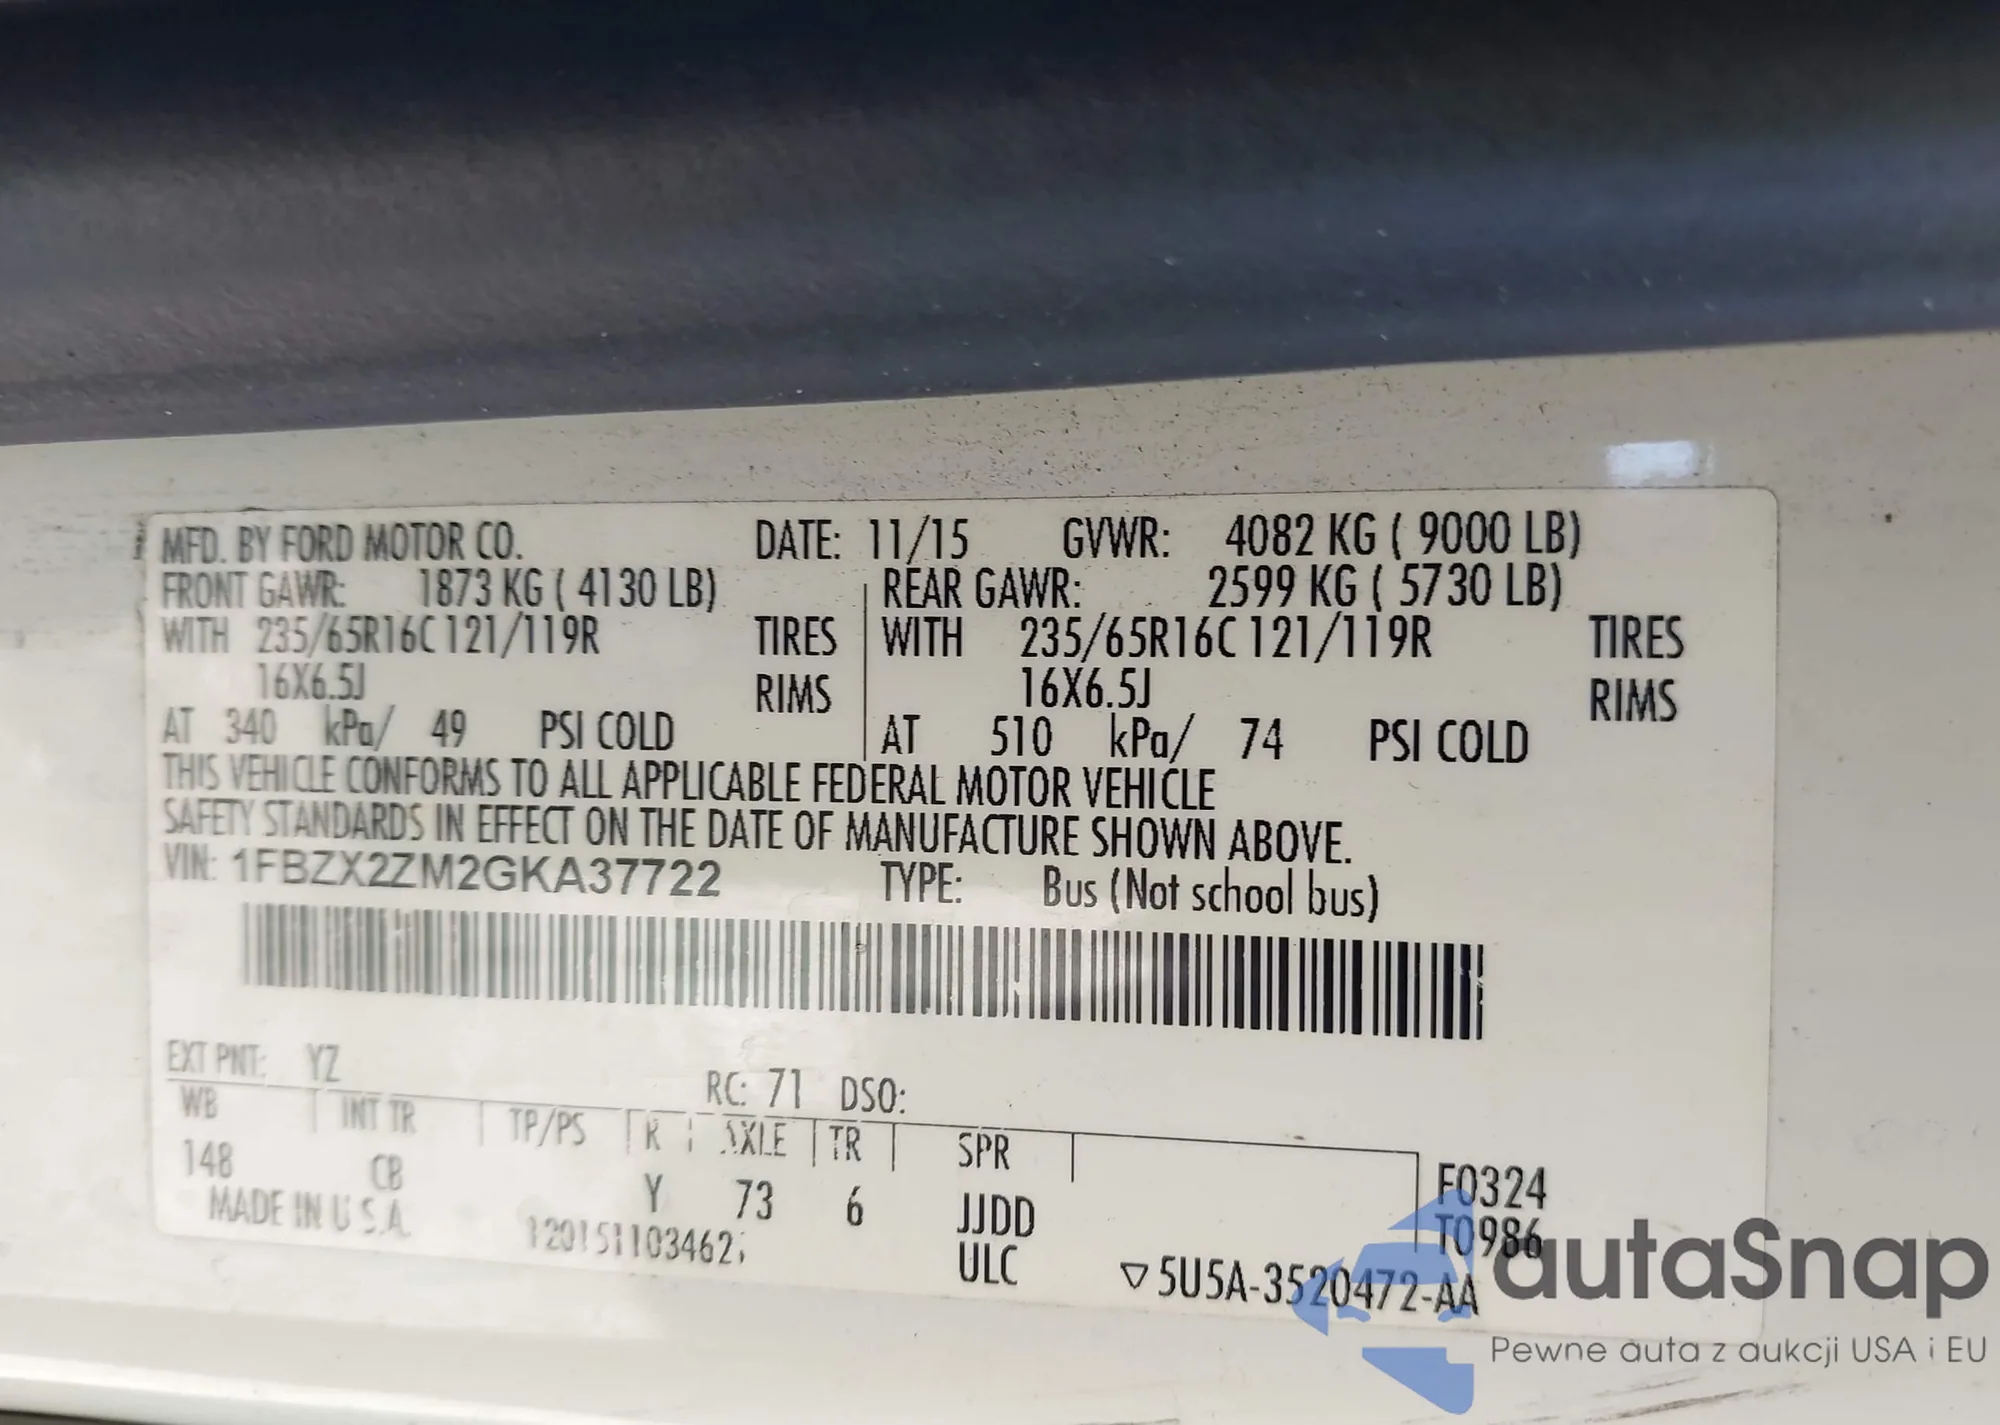 MFD. BY FORD MOTOR CO. DATE: 11/15 GVWR: 4082 KG ( 9000 LB)
FRONT GAWR: 1873 KG ( 4130 LB) REAR GAWR: 2599 KG ( 5730 LB)
WITH 235/65R16C 121/119R TIRES WITH 235/65R16C 121/119R TIRES
16X6.5J RIMS 16X6.5J RIMS
AT 340 kPa/ 49 PSI COLD AT 510 kPa/ 74 PSI COLD
THIS VEHICLE CONFORMS TO ALL APPLICABLE FEDERAL MOTOR VEHICLE
SAFETY STANDARDS IN EFFECT ON THE DATE OF MANUFACTURE SHOWN ABOVE.
VIN: 1FBZX2ZM2GKA37722 TYPE: Bus (Not school bus)
EXT PNT: YZ RC: 71 DSO:
WB INT TR TP/PS R AXLE TR SPR
148 CB Y 73 6 JJDD F0324
MADE IN U.S.A. ULC T0986
▽5U5A-3520472-AA
autaSnap
Pewne auta z aukcji USA i EU